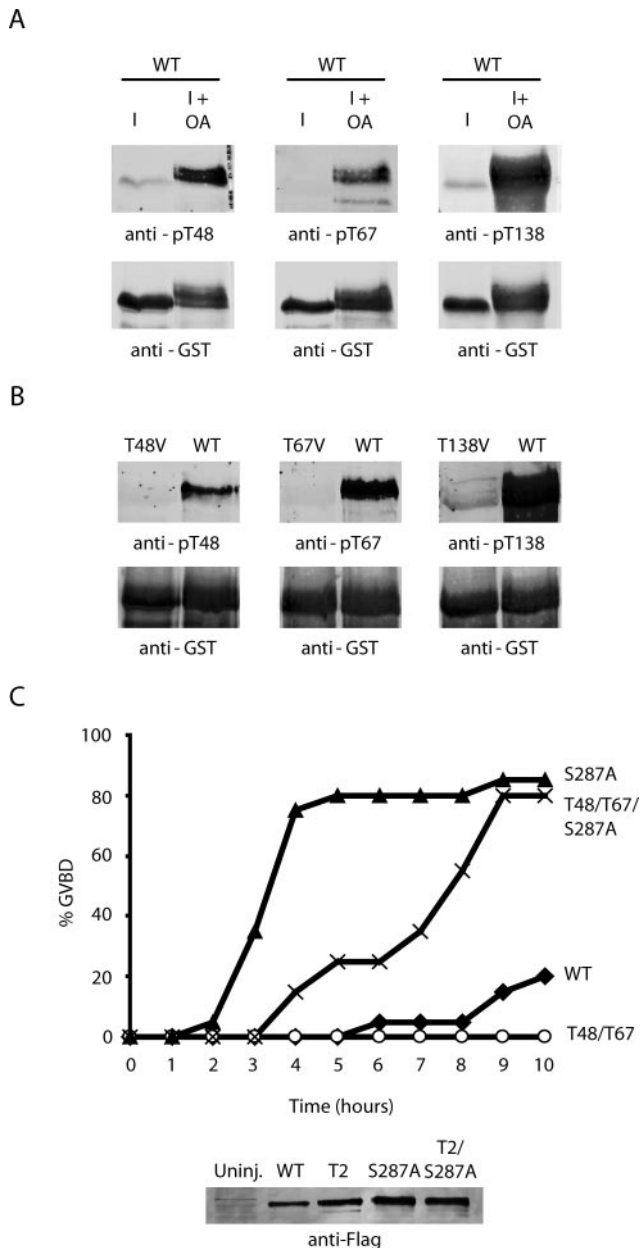 A
WT WT WT
I I + OA I I + OA I I+ OA
anti - pT48 anti - pT67 anti - pT138
anti - GST anti - GST anti - GST
B
T48V WT T67V WT T138V WT
anti - pT48 anti - pT67 anti - pT138
anti - GST anti - GST anti - GST
C
100
80
60
40
20
0
% GVBD
S287A
T48/T67/
S287A
WT
T48/T67
0 1 2 3 4 5 6 7 8 9 10
Time (hours)
Uninj. WT T2 S287A T2/ S287A
anti-Flag